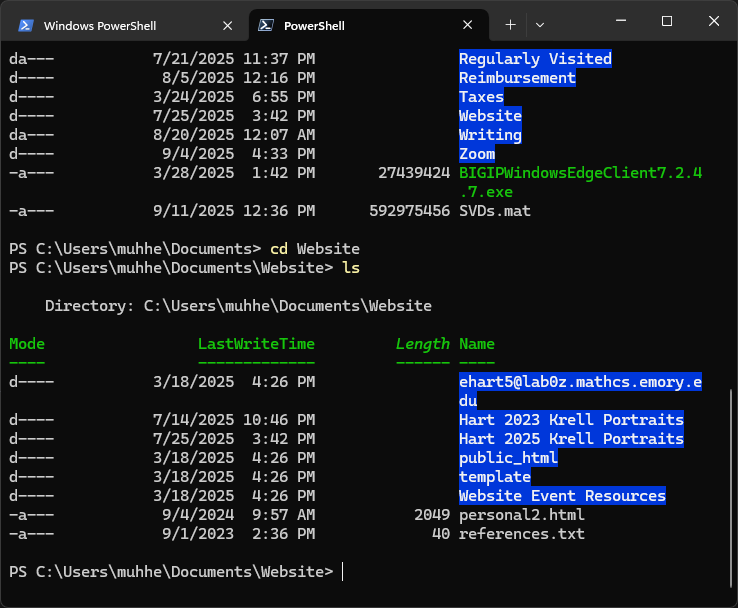 Windows PowerShell
PowerShell
da---          7/21/2025 11:37 PM                Regularly Visited
d----           8/5/2025 12:16 PM                Reimbursement
d----          3/24/2025  6:55 PM                Taxes
d----          7/25/2025  3:42 PM                Website
da---          8/20/2025 12:07 AM                Writing
d----           9/4/2025  4:33 PM                Zoom
-a---          3/28/2025  1:42 PM       27439424 BIGIPWindowsEdgeClient7.2.4
                                                 .7.exe
-a---          9/11/2025 12:36 PM      592975456 SVDs.mat
PS C:\Users\muhhe\Documents> cd Website
PS C:\Users\muhhe\Documents\Website> ls
    Directory: C:\Users\muhhe\Documents\Website
Mode                 LastWriteTime         Length Name
----                 -------------         ------ ----
d----          3/18/2025  4:26 PM                ehart5@lab0z.mathcs.emory.e
                                                 du
d----          7/14/2025 10:46 PM                Hart 2023 Krell Portraits
d----          7/25/2025  3:42 PM                Hart 2025 Krell Portraits
d----          3/18/2025  4:26 PM                public_html
d----          3/18/2025  4:26 PM                template
d----          3/18/2025  4:26 PM                Website Event Resources
-a---           9/4/2024  9:57 AM           2049 personal2.html
-a---           9/1/2023  2:36 PM             40 references.txt
PS C:\Users\muhhe\Documents\Website>